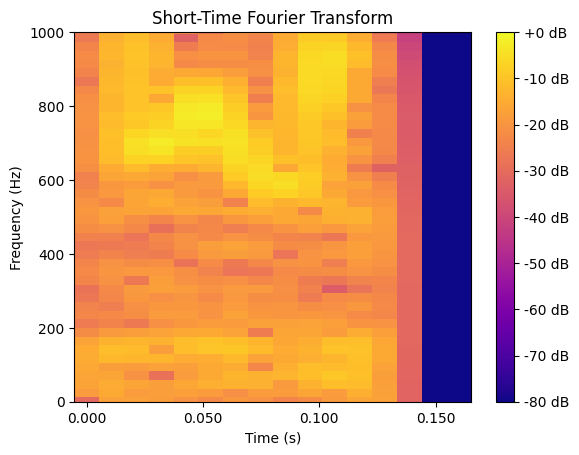 Short-Time Fourier Transform
1000
800
600
400
200
0
Frequency (Hz)
0.000
0.050
0.100
0.150
Time (s)
+0 dB
-10 dB
-20 dB
-30 dB
-40 dB
-50 dB
-60 dB
-70 dB
-80 dB